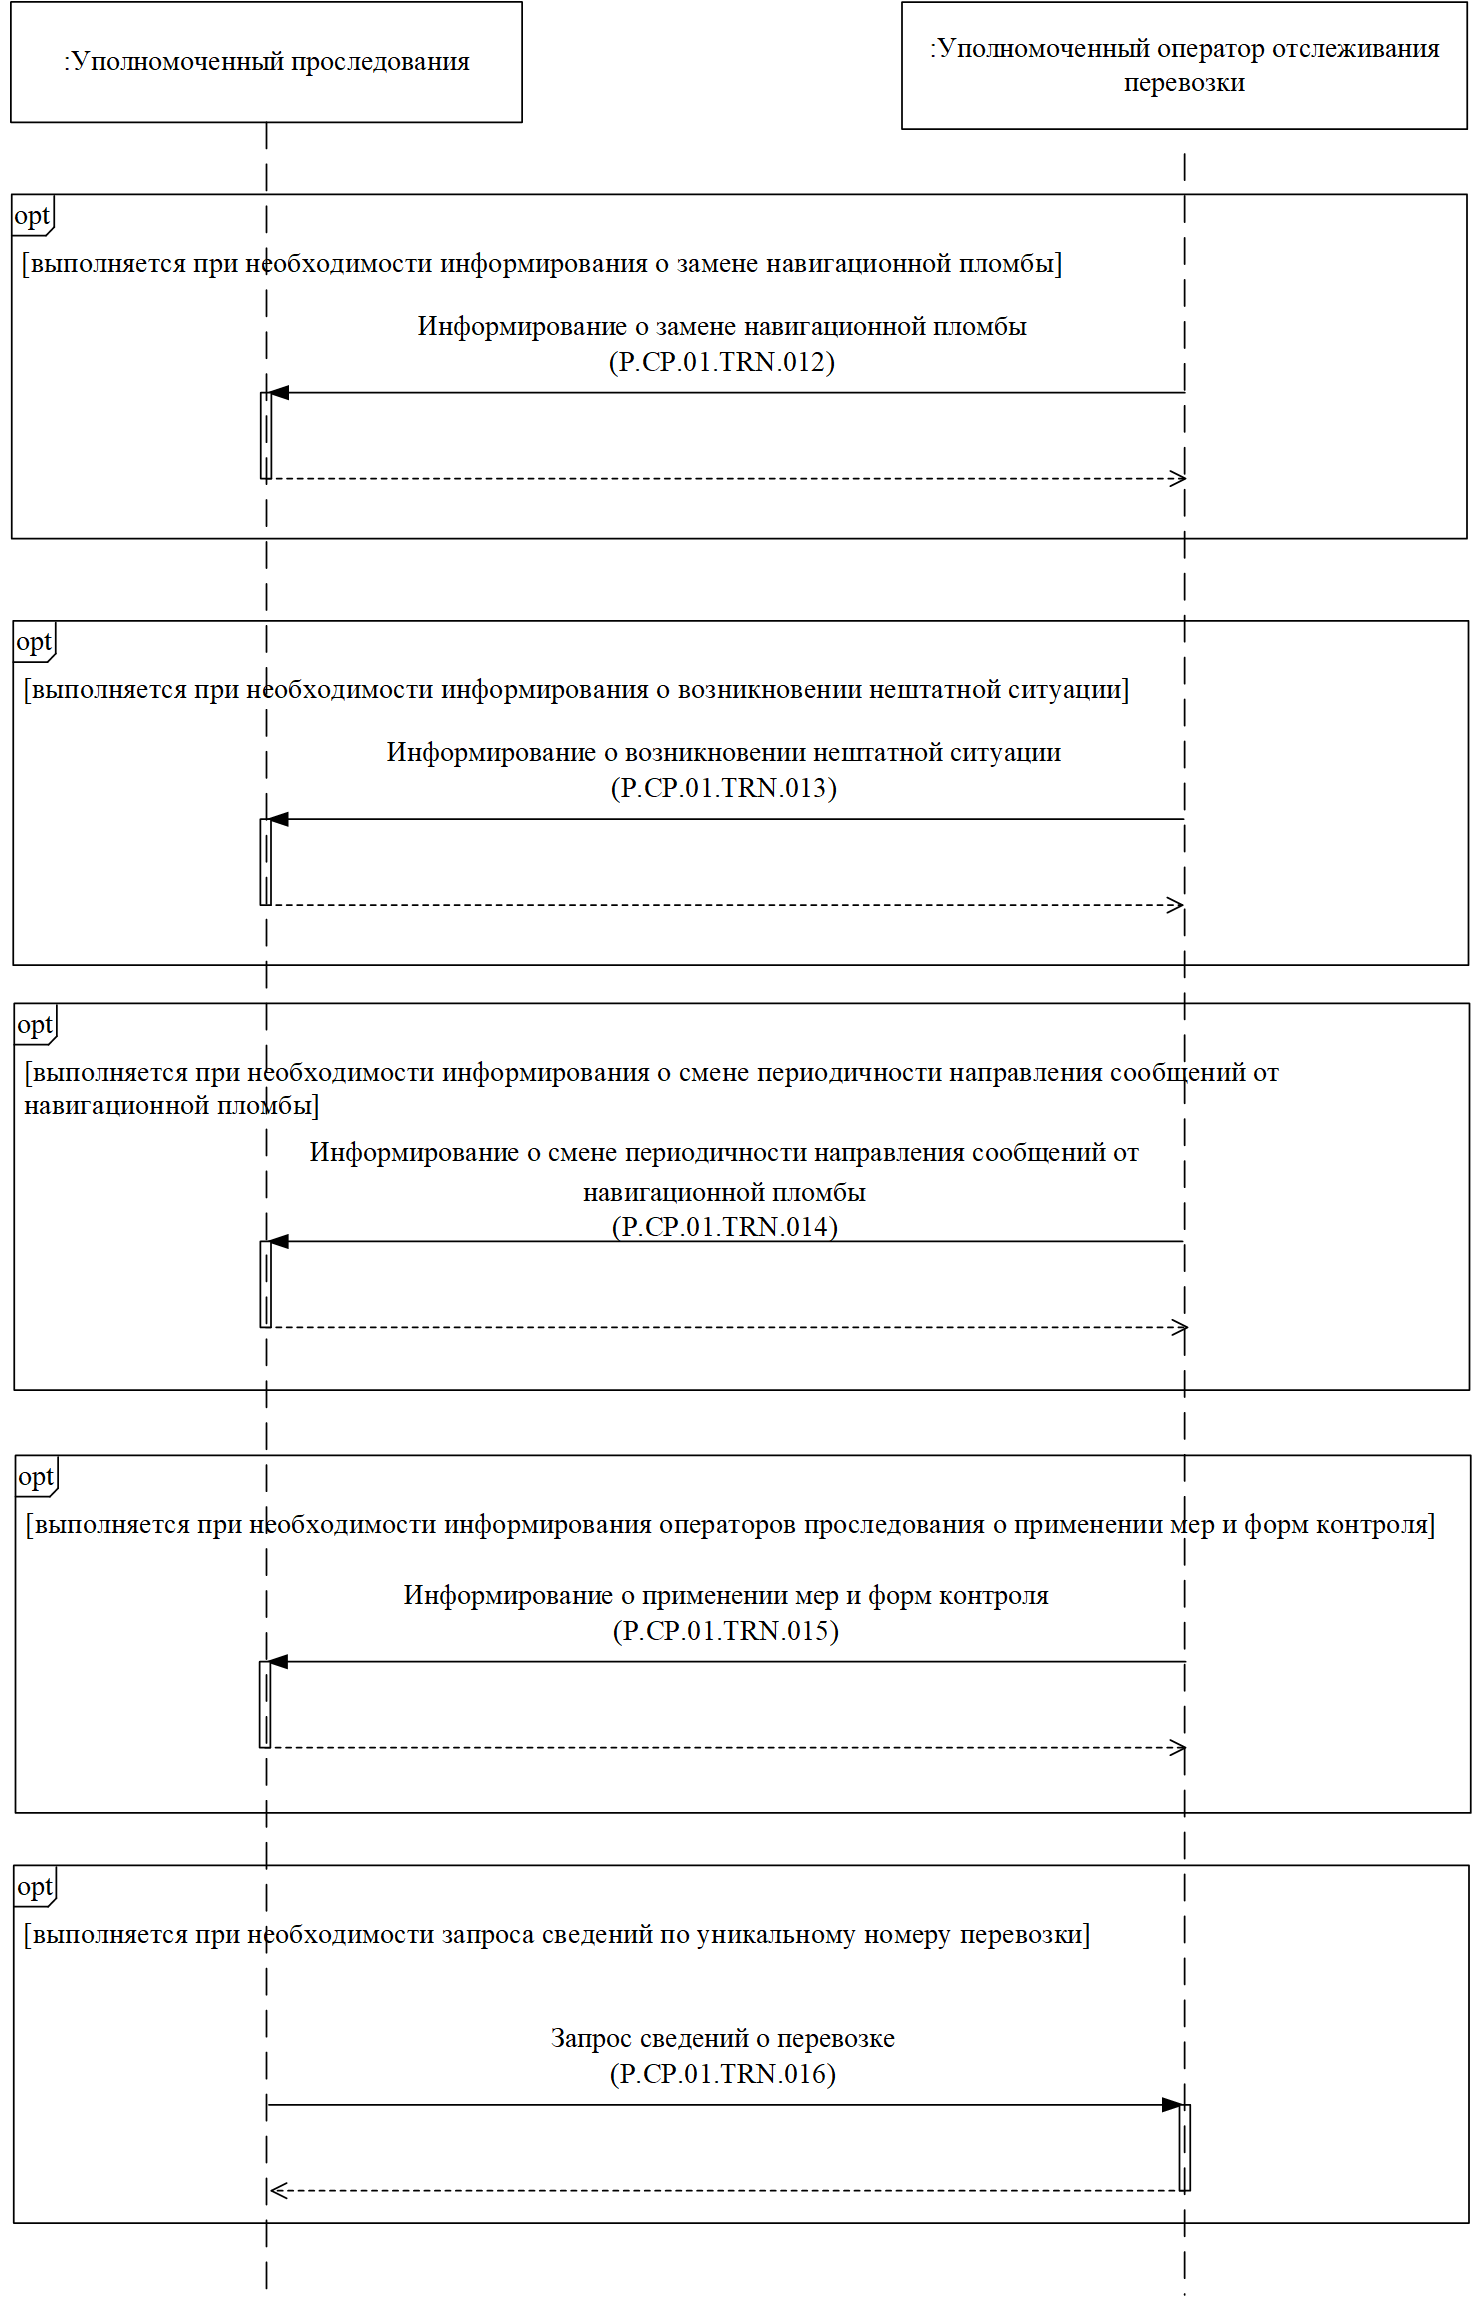 :Уполномоченный проследования
:Уполномоченный оператор отслеживания
перевозки
opt
[выполняется при необходимости информирования о замене навигационной пломбы]
Информирование о замене навигационной пломбы
(P.CP.01.TRN.012)
opt
[выполняется при необходимости информирования о возникновении нештатной ситуации]
Информирование о возникновении нештатной ситуации
(P.CP.01.TRN.013)
opt
[выполняется при необходимости информирования о смене периодичности направления сообщений от
навигационной пломбы]
Информирование о смене периодичности направления сообщений от
навигационной пломбы
(P.CP.01.TRN.014)
opt
[выполняется при необходимости информирования операторов проследования о применении мер и форм контроля]
Информирование о применении мер и форм контроля
(P.CP.01.TRN.015)
opt
[выполняется при необходимости запроса сведений по уникальному номеру перевозки]
Запрос сведений о перевозке
(P.CP.01.TRN.016)